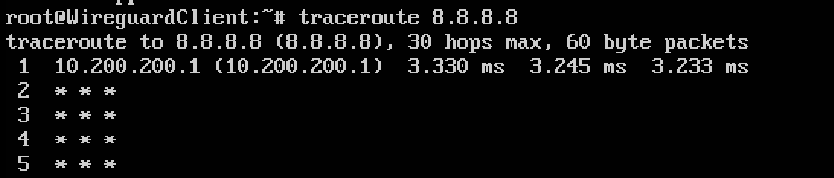 root@WireguardClient:~# traceroute 8.8.8.8
traceroute to 8.8.8.8 (8.8.8.8), 30 hops max, 60 byte packets
 1  10.200.200.1 (10.200.200.1)  3.330 ms  3.245 ms  3.233 ms
 2  * * *
 3  * * *
 4  * * *
 5  * * *